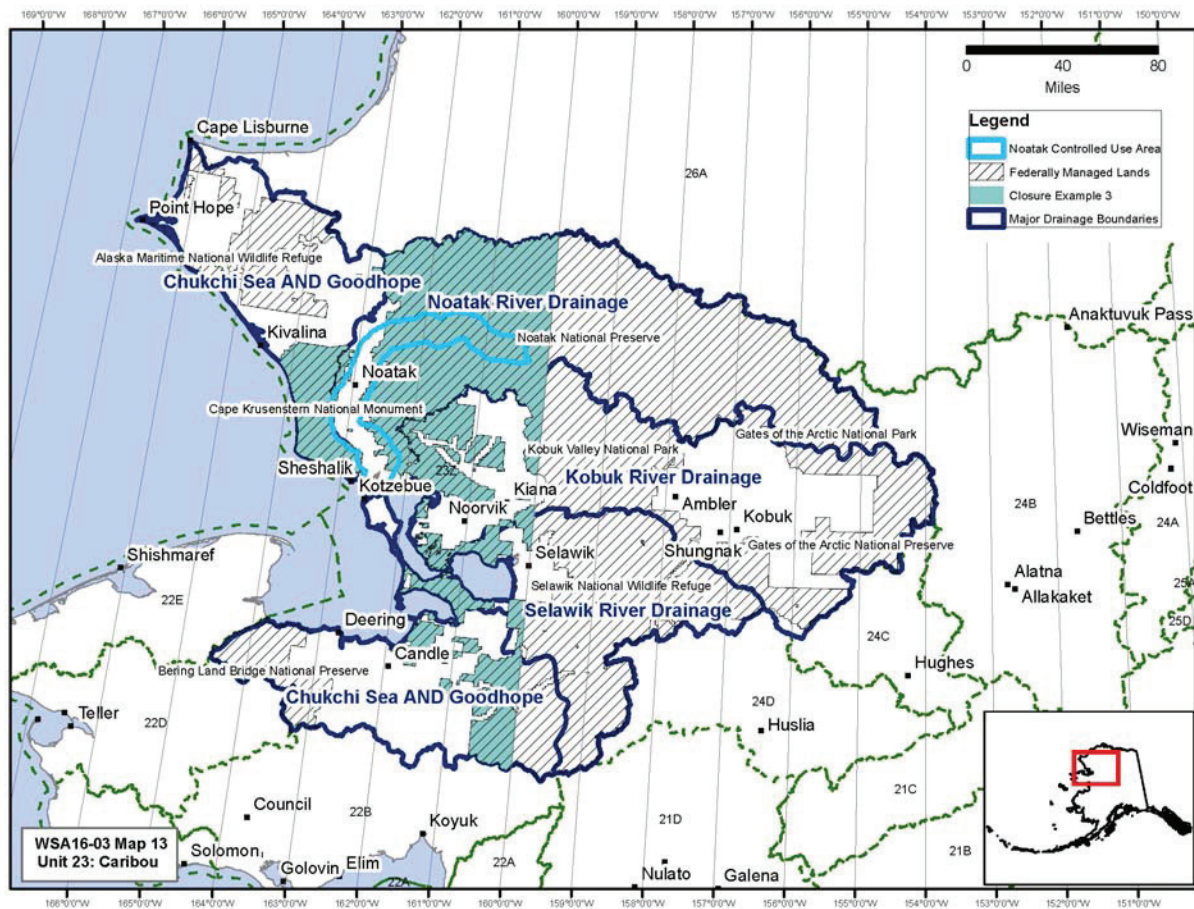 169°0'0"W 168°0'0"W 167°0'0"W 166°0'0"W 165°0'0"W 164°0'0"W 163°0'0"W 162°0'0"W 161°0'0"W 160°0'0"W 159°0'0"W 158°0'0"W 157°0'0"W 156°0'0"W 155°0'0"W 154°0'0"W 153°0'0"W 152°0'0"W 151°0'0"W 150°0'0"W
0 40 80
Miles
Legend
Noatak Controlled Use Area
Federally Managed Lands
Closure Example 3
Major Drainage Boundaries
Cape Lisburne
26A
Point Hope
Alaska Maritime National Wildlife Refuge
Chukchi Sea AND Goodhope
Noatak River Drainage
Anaktuvuk Pass
Kivalina
Noatak National Preserve
Noatak
Cape Krusenstern National Monument
Gates of the Arctic National Park
Wiseman
Kobuk Valley National Park
Sheshalik
23Z
Kobuk River Drainage
Coldfoot
Kotzebue
Kiana
Ambler
24B
24A
Noorvik
Kobuk
Bettles
Shungnak
Gates of the Arctic National Preserve
Selawik
Shishmaref
Selawik National Wildlife Refuge
Alatna
25A
Allakaket
22E
Selawik River Drainage
25D
Deering
24C
Candle
Hughes
Bering Land Bridge National Preserve
Chukchi Sea AND Goodhope
24D
Teller
22D
Huslia
21C
Council
22B
Koyuk
21D
WSA16-03 Map 13
Unit 23: Caribou
Solomon
Golovin
Elim
22A
22A
21B
Nulato
Galena
166°0'0"W 165°0'0"W 164°0'0"W 163°0'0"W 162°0'0"W 161°0'0"W 160°0'0"W 159°0'0"W 158°0'0"W 157°0'0"W 156°0'0"W 155°0'0"W 154°0'0"W 153°0'0"W 152°0'0"W 151°0'0"W